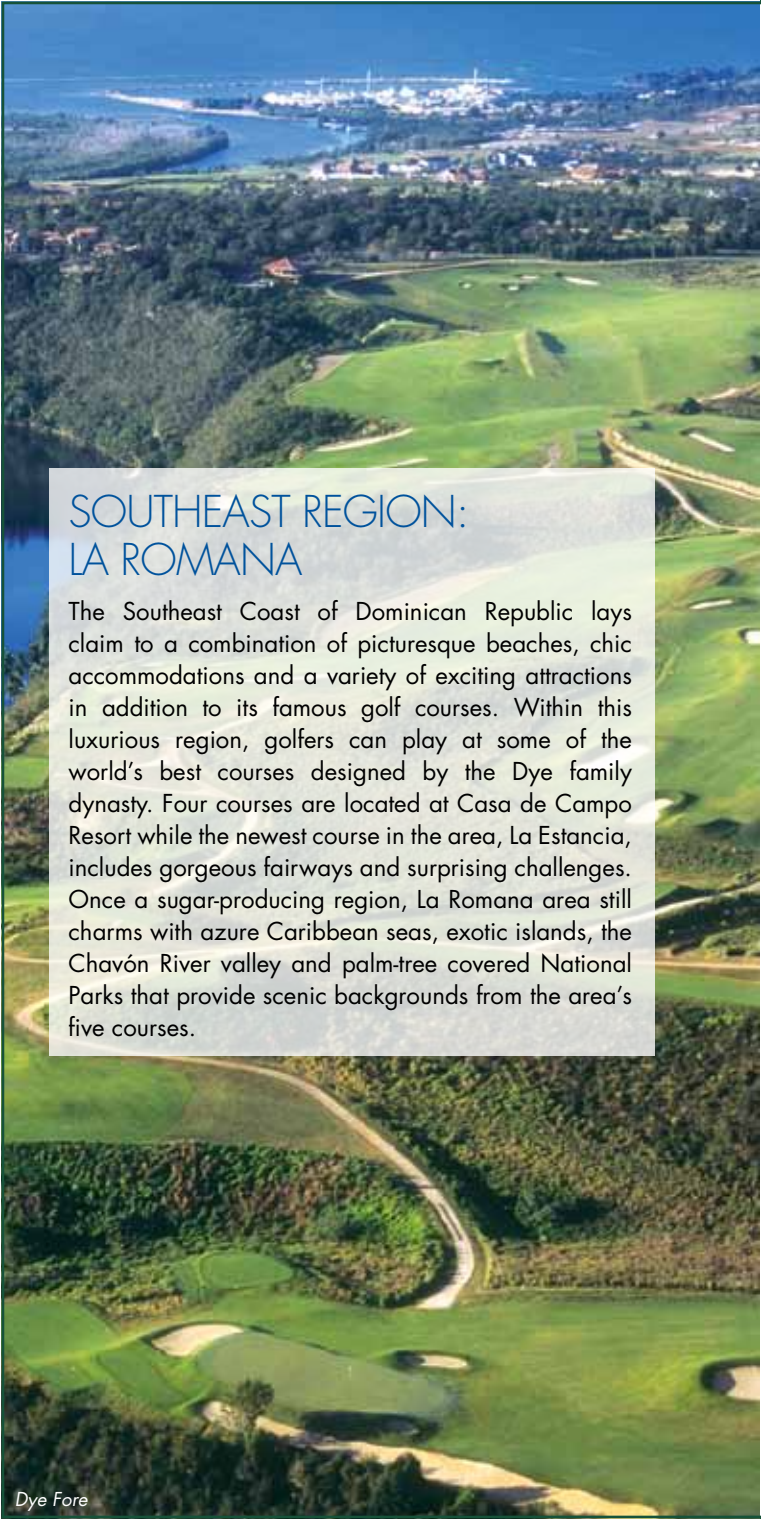 SOUTHEAST REGION:
LA ROMANA
The Southeast Coast of Dominican Republic lays
claim to a combination of picturesque beaches, chic
accommodations and a variety of exciting attractions
in addition to its famous golf courses. Within this
luxurious region, golfers can play at some of the
world's best courses designed by the Dye family
dynasty. Four courses are located at Casa de Campo
Resort while the newest course in the area, La Estancia,
includes gorgeous fairways and surprising challenges.
Once a sugar-producing region, La Romana area still
charms with azure Caribbean seas, exotic islands, the
Chavón River valley and palm-tree covered National
Parks that provide scenic backgrounds from the area's
five courses.
Dye Fore